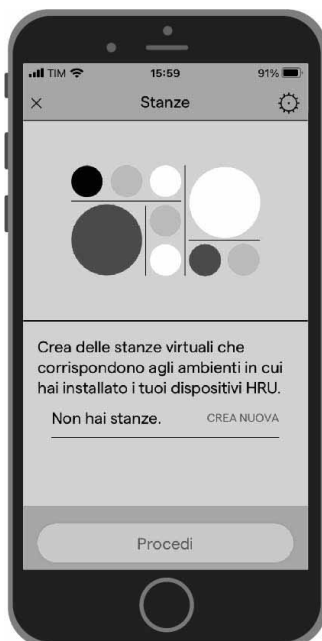 TIM 15:59 91%
Stanze
Crea delle stanze virtuali che
corrispondono agli ambienti in cui
hai installato i tuoi dispositivi HRU.
Non hai stanze. CREA NUOVA
Procedi